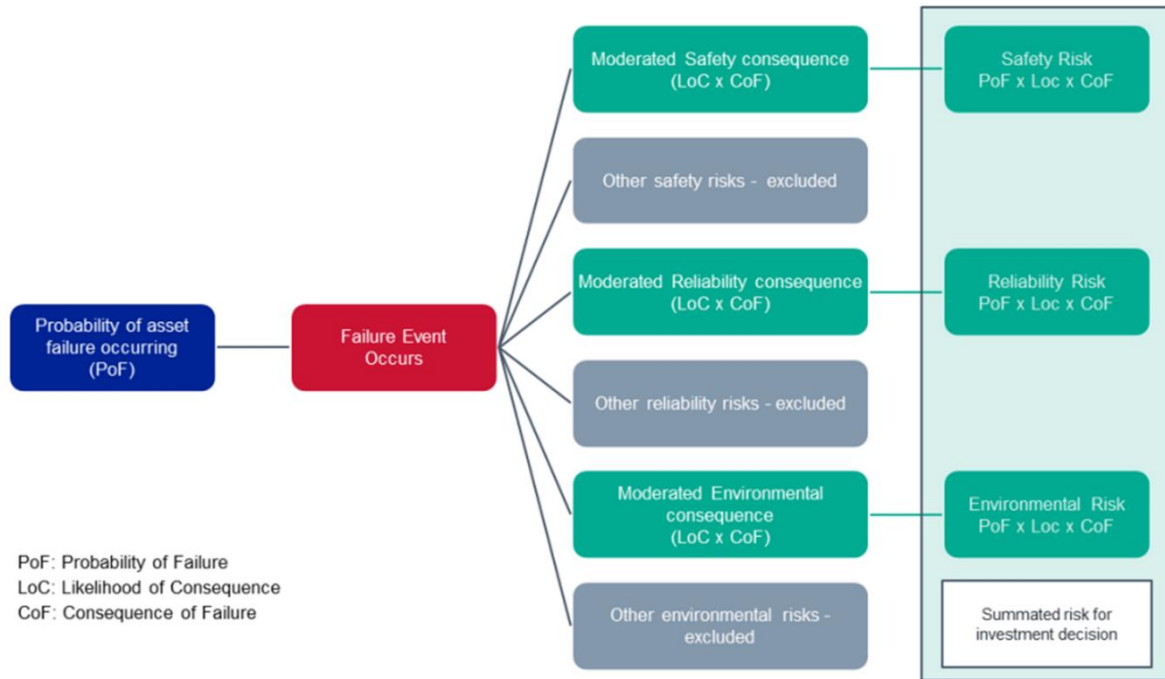 Probability of asset
failure occurring
(PoF)
Failure Event
Occurs
Moderated Safety consequence
(LoC x CoF)
Other safety risks - excluded
Moderated Reliability consequence
(LoC x CoF)
Other reliability risks - excluded
Moderated Environmental
consequence
(LoC x CoF)
Other environmental risks -
excluded
Safety Risk
PoF x Loc x CoF
Reliability Risk
PoF x Loc x CoF
Environmental Risk
PoF x Loc x CoF
Summated risk for
investment decision
PoF: Probability of Failure
LoC: Likelihood of Consequence
CoF: Consequence of Failure